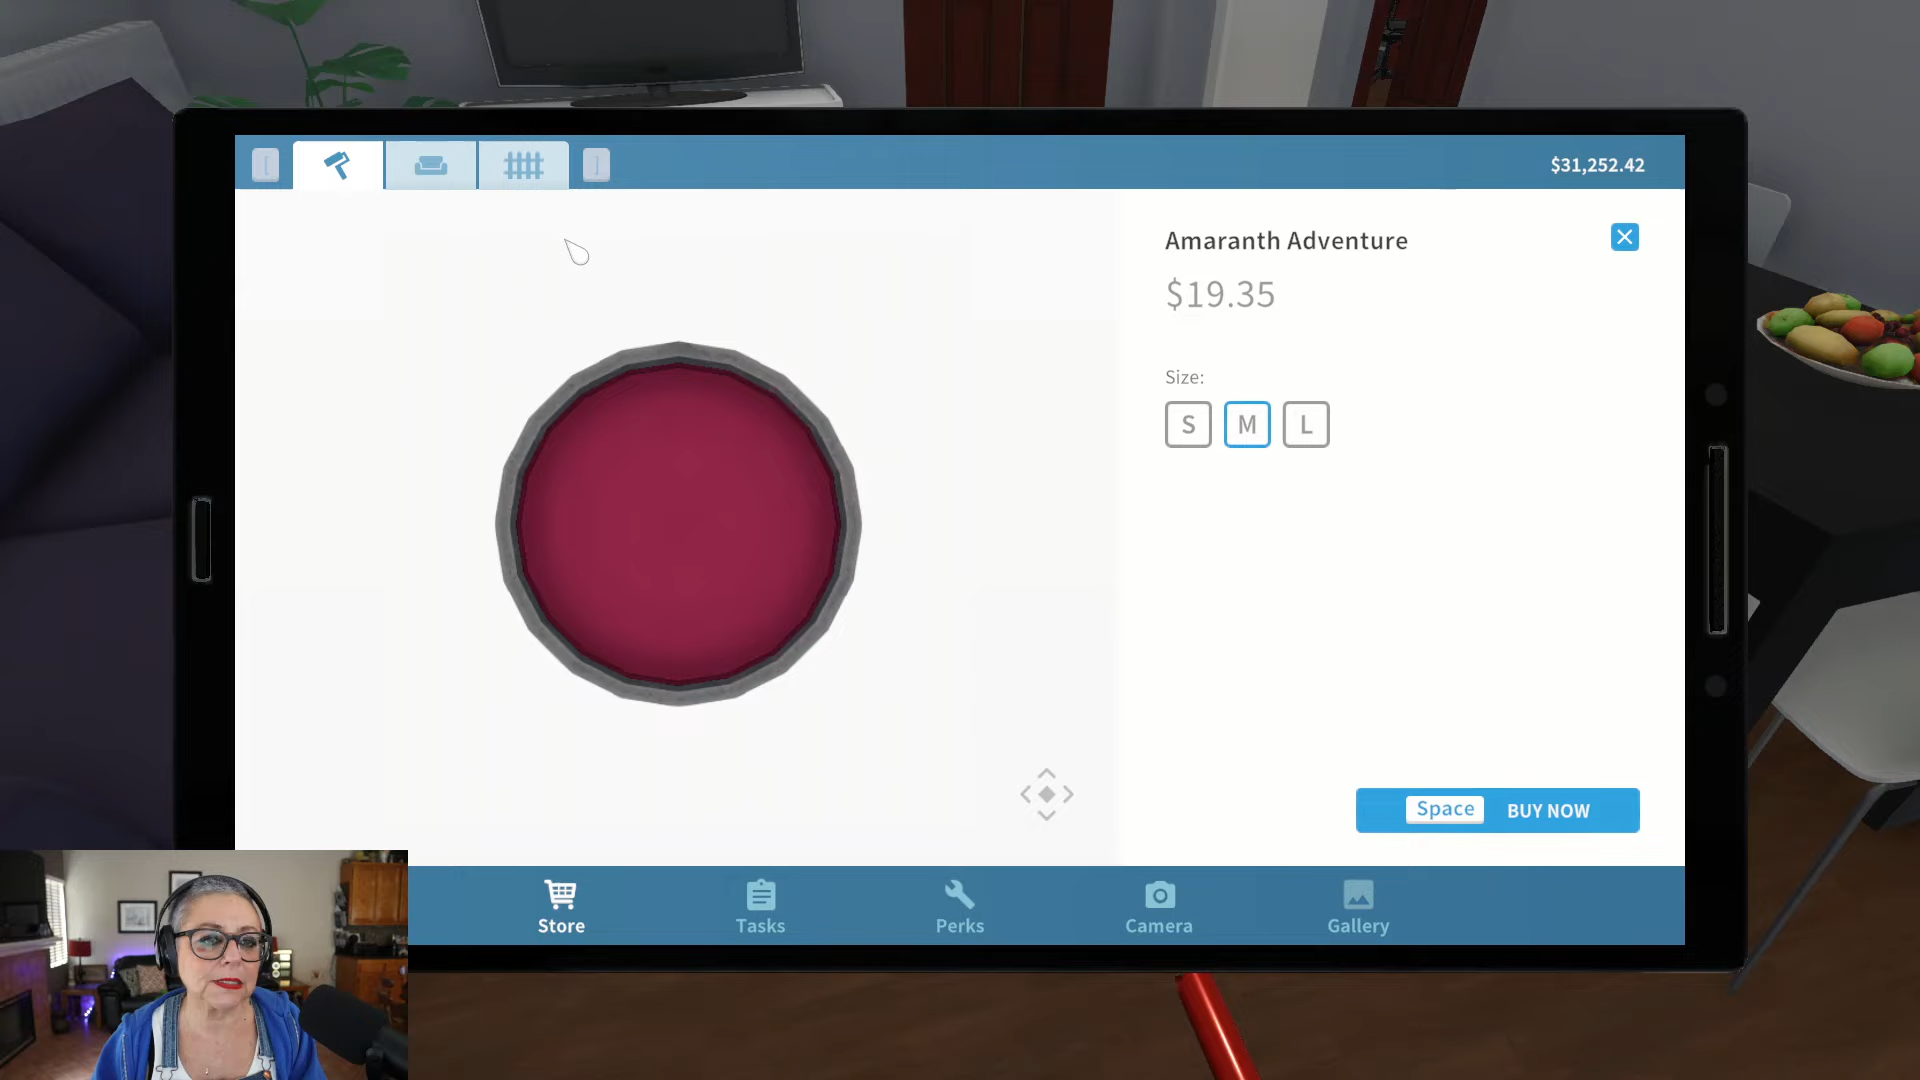 [
]
$31,252.42
Amaranth Adventure
$19.35
Size:
S M L
Space BUY NOW
Store Tasks Perks Camera Gallery